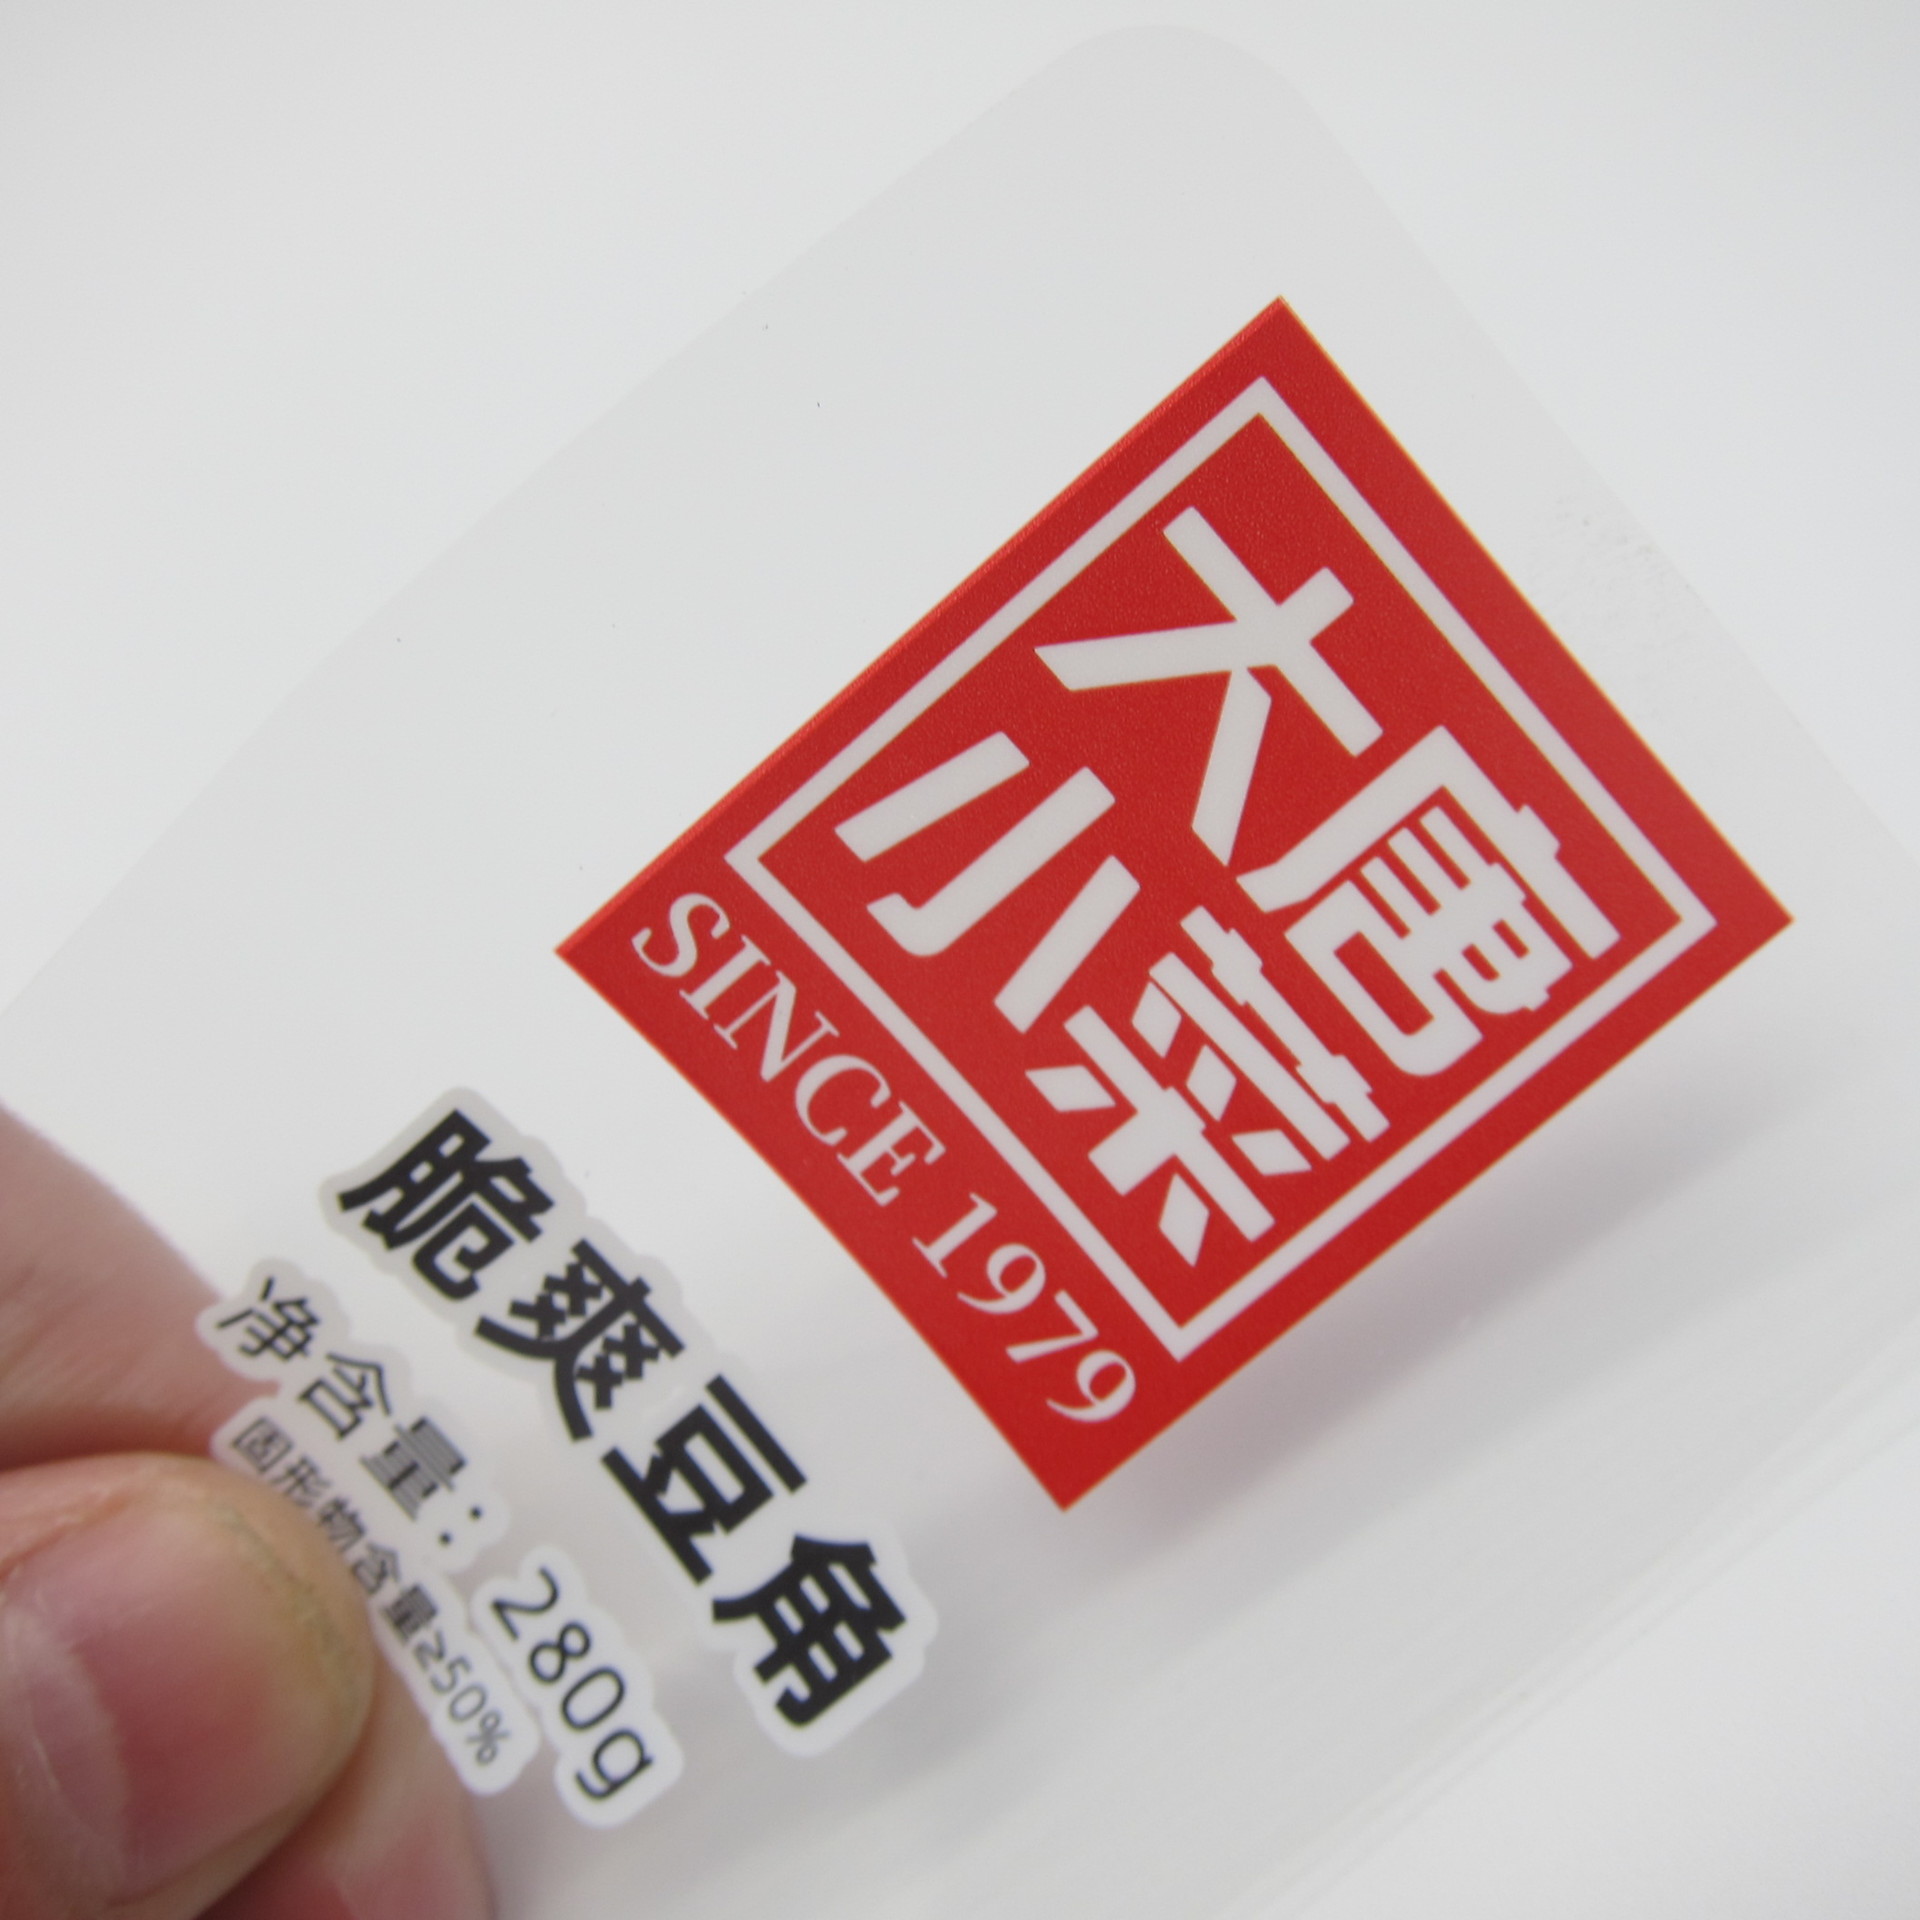 大唐
小菜
SINCE 1979
脆爽豆角
净含量：280g
固形物含量≥50%